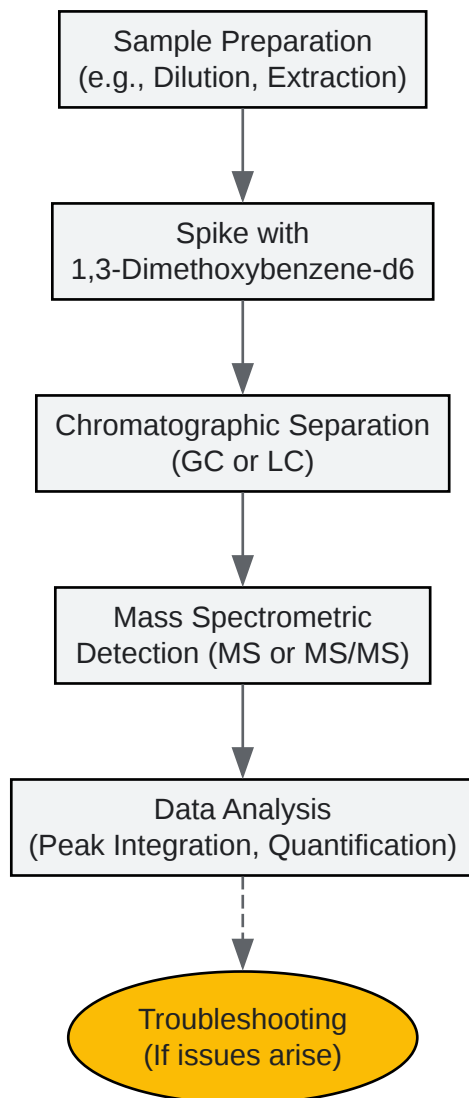 Sample Preparation
(e.g., Dilution, Extraction)
Spike with
1,3-Dimethoxybenzene-d6
Chromatographic Separation
(GC or LC)
Mass Spectrometric
Detection (MS or MS/MS)
Data Analysis
(Peak Integration, Quantification)
Troubleshooting
(If issues arise)